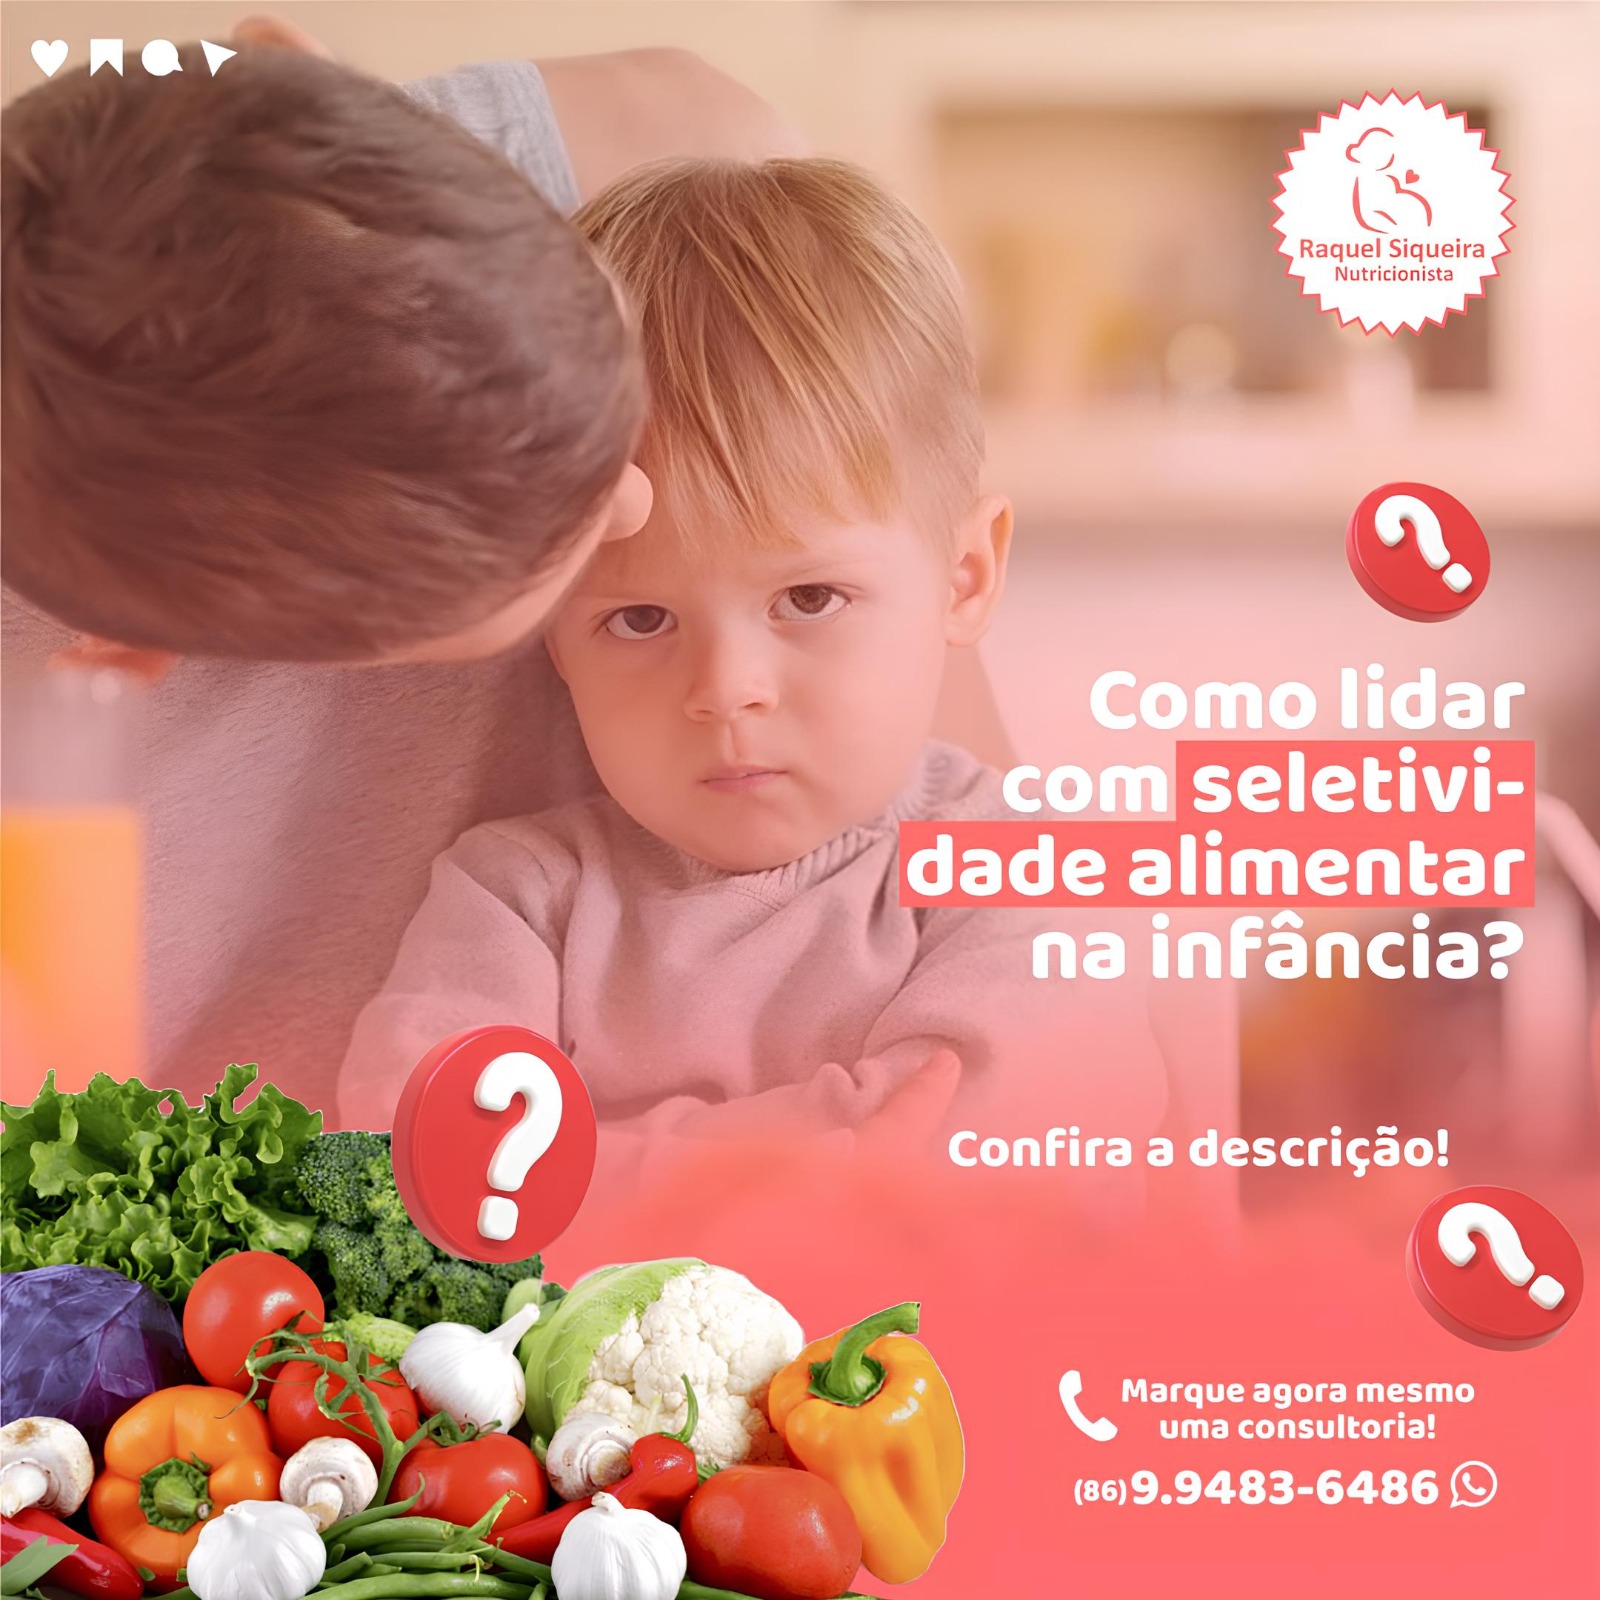 Raquel Siqueira
Nutricionista
Como lidar
com seletivi-
dade alimentar
na infância?
Confira a descrição!
Marque agora mesmo
uma consultoria!
(86)9.9483-6486